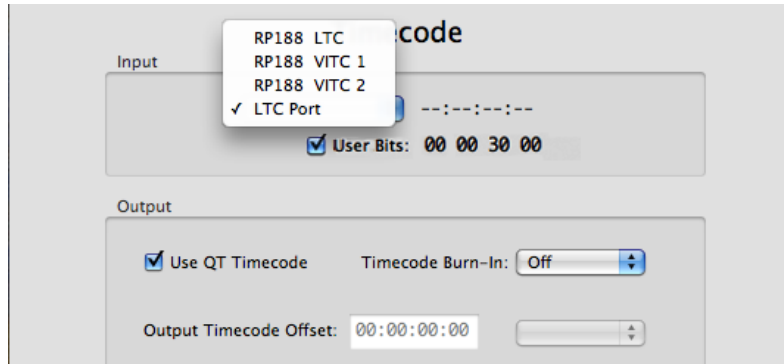 Timecode
Input
RP188 LTC
RP188 VITC 1
RP188 VITC 2
✓ LTC Port
--:--:--:--
User Bits: 00 00 30 00
Output
Use QT Timecode Timecode Burn-In: Off
Output Timecode Offset: 00:00:00:00